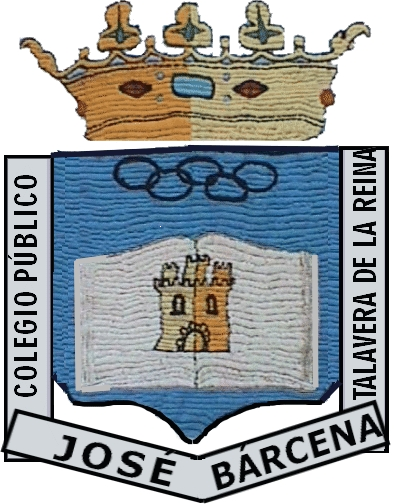 COLEGIO PÚBLICO
TALAVERA DE LA REINA
JOSÉ BÁRCENA